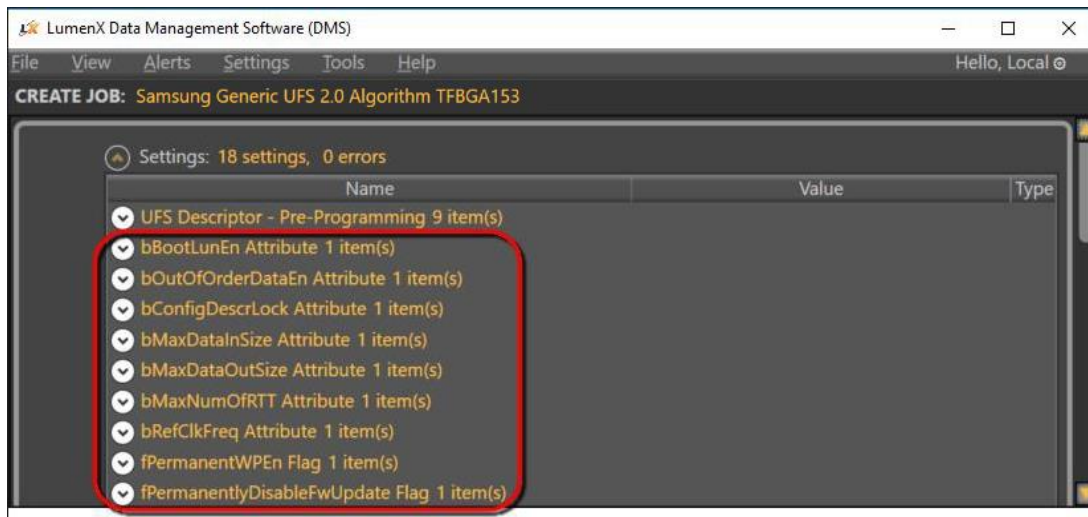 LumenX Data Management Software (DMS)
File View Alerts Settings Tools Help Hello, Local
CREATE JOB: Samsung Generic UFS 2.0 Algorithm TFBGA153
Settings: 18 settings, 0 errors
Name Value Type
UFS Descriptor - Pre-Programming 9 item(s)
bBootLunEn Attribute 1 item(s)
bOutOfOrderDataEn Attribute 1 item(s)
bConfigDescrLock Attribute 1 item(s)
bMaxDataInSize Attribute 1 item(s)
bMaxDataOutSize Attribute 1 item(s)
bMaxNumOfRTT Attribute 1 item(s)
bRefClkFreq Attribute 1 item(s)
fPermanentWPEn Flag 1 item(s)
fPermanentlyDisableFwUpdate Flag 1 item(s)